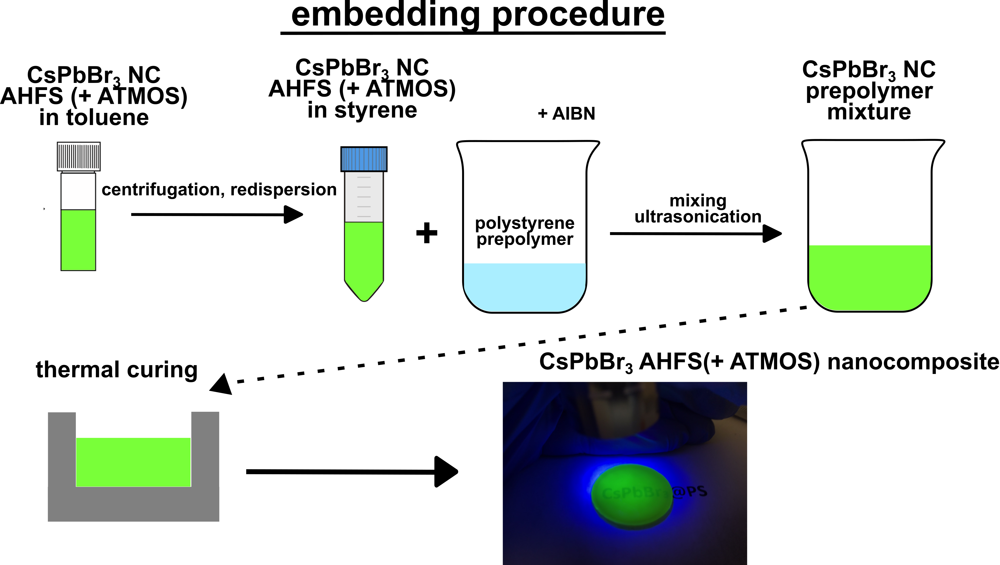 embedding procedure
CsPbBr₃ NC
AHFS (+ ATMOS)
in toluene
centrifugation, redispersion
CsPbBr₃ NC
AHFS (+ ATMOS)
in styrene
+
+ AIBN
polystyrene
prepolymer
mixing
ultrasonication
CsPbBr₃ NC
prepolymer
mixture
thermal curing
CsPbBr₃ AHFS(+ ATMOS) nanocomposite
CsPbBr₃@PS